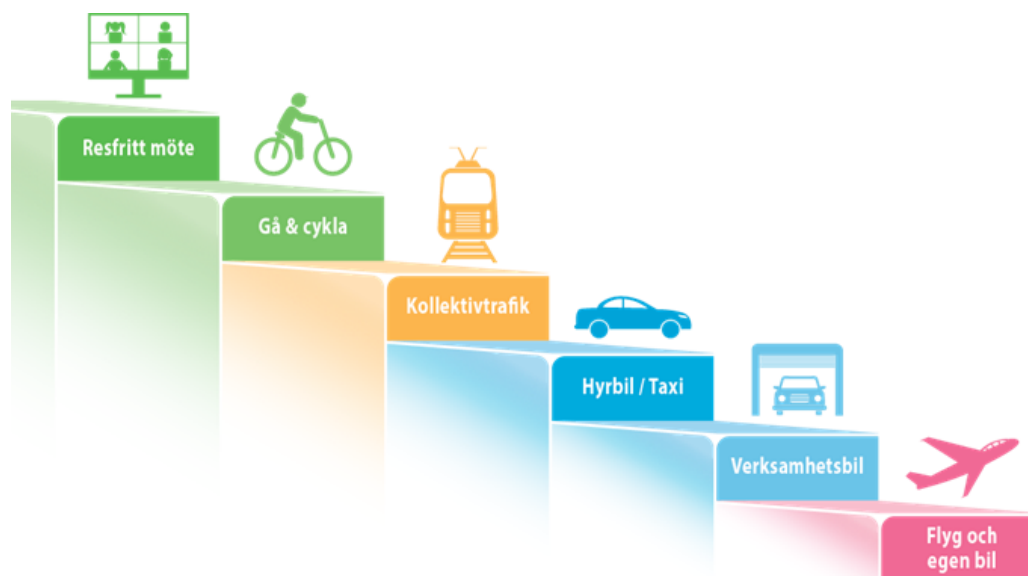 Resfritt möte
Gå & cykla
Kollektivtrafik
Hyrbil / Taxi
Verksamhetsbil
Flyg och
egen bil